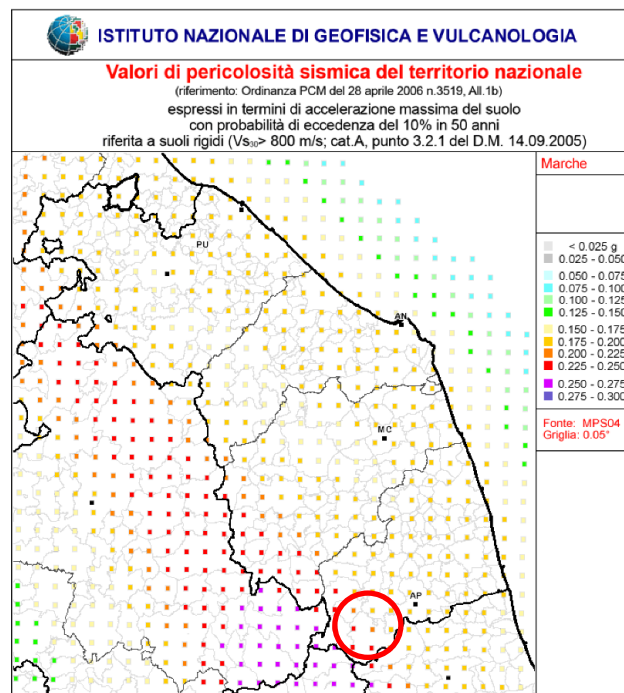 ISTITUTO NAZIONALE DI GEOFISICA E VULCANOLOGIA
Valori di pericolosità sismica del territorio nazionale
(riferimento: Ordinanza PCM del 28 aprile 2006 n.3519, All.1b)
espressi in termini di accelerazione massima del suolo
con probabilità di eccedenza del 10% in 50 anni
riferita a suoli rigidi (Vs₃₀> 800 m/s; cat.A, punto 3.2.1 del D.M. 14.09.2005)
Marche
PU
AN
MC
AP
< 0.025 g
0.025 - 0.050
0.050 - 0.075
0.075 - 0.100
0.100 - 0.125
0.125 - 0.150
0.150 - 0.175
0.175 - 0.200
0.200 - 0.225
0.225 - 0.250
0.250 - 0.275
0.275 - 0.300
Fonte: MPS04
Griglia: 0.05°